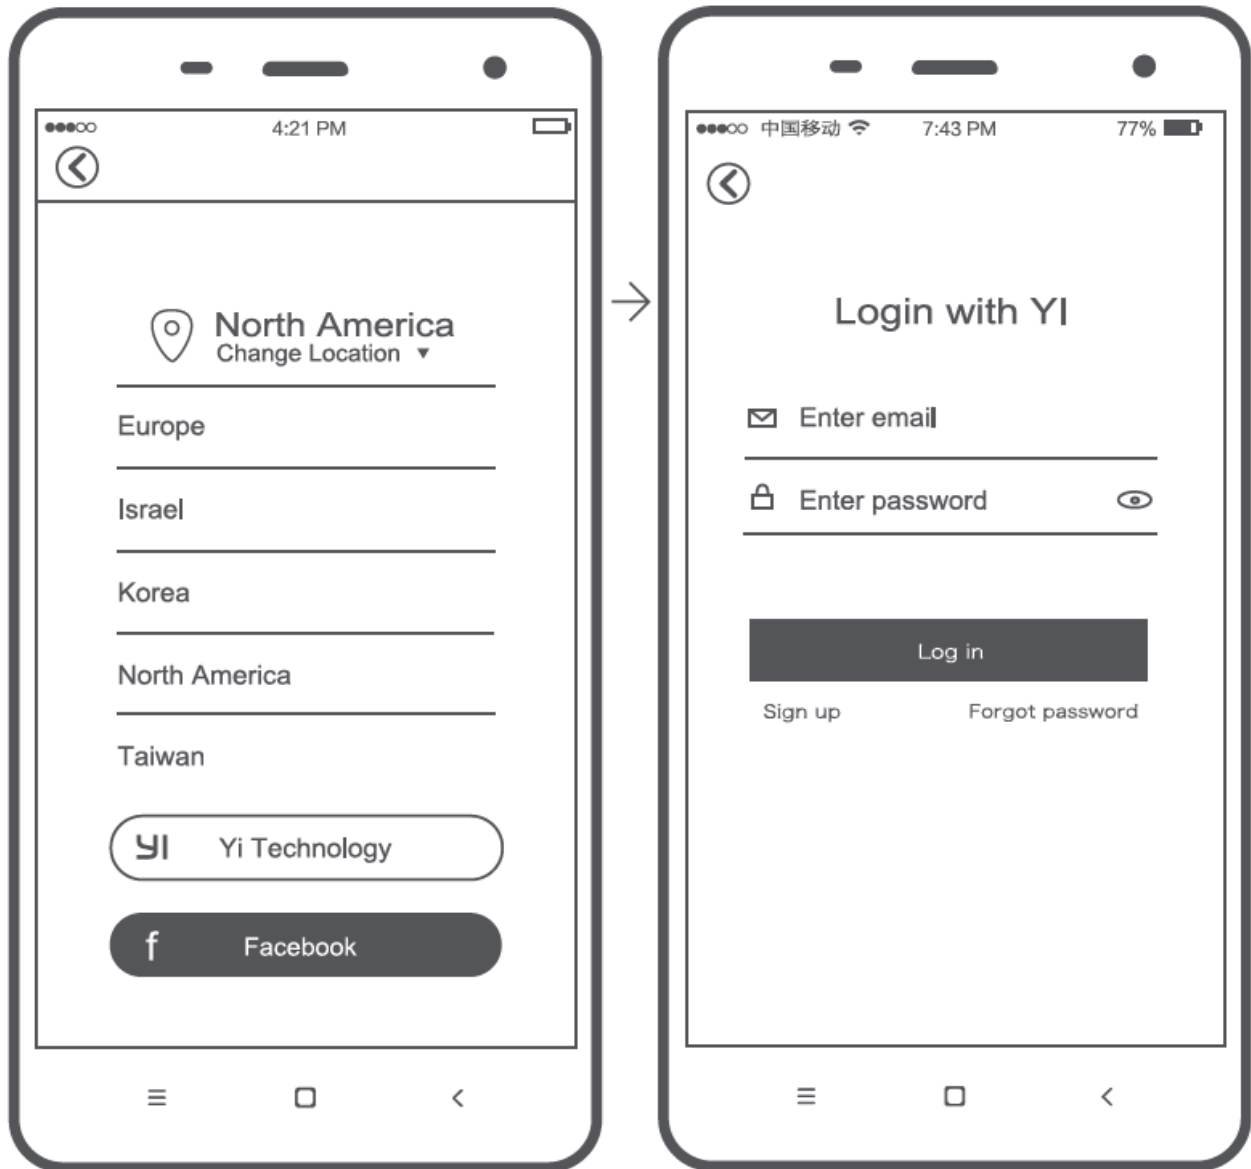 4:21 PM
North America
Change Location
Europe
Israel
Korea
North America
Taiwan
YI Yi Technology
f Facebook
中国移动 7:43 PM 77%
Login with YI
Enter email
Enter password
Log in
Sign up Forgot password